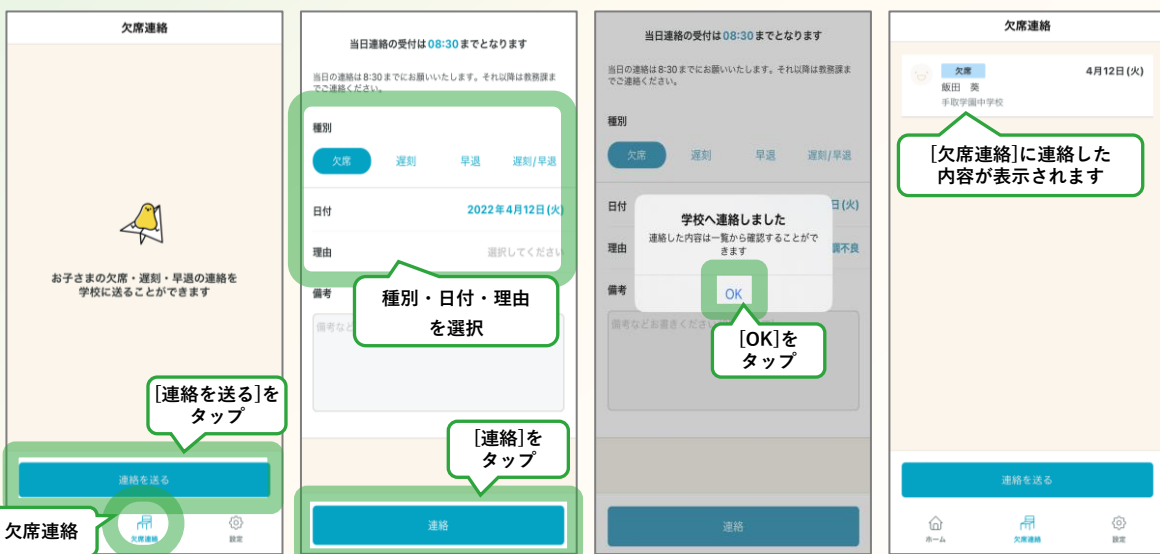 欠席連絡
お子さまの欠席・遅刻・早退の連絡を
学校に送ることができます
[連絡を送る]を
タップ
連絡を送る
欠席連絡
欠席連絡
設定
当日連絡の受付は08:30までとなります
当日の連絡は8:30までにお願いいたします。それ以降は教務課ま
でご連絡ください。
種別
欠席 遅刻 早退 遅刻/早退
日付 2022年4月12日(火)
理由 選択してください
種別・日付・理由
を選択
備考
備考など
[連絡]を
タップ
連絡
当日連絡の受付は08:30までとなります
当日の連絡は8:30までにお願いいたします。それ以降は教務課ま
でご連絡ください。
種別
欠席 遅刻 早退 遅刻/早退
日付 日(火)
学校へ連絡しました
連絡した内容は一覧から確認することがで
きます
理由 調不良
OK
備考
備考などお書きくださ
[OK]を
タップ
連絡
欠席連絡
欠席 4月12日(火)
飯田 葵
手取学園中学校
[欠席連絡]に連絡した
内容が表示されます
連絡を送る
ホーム 欠席連絡 設定